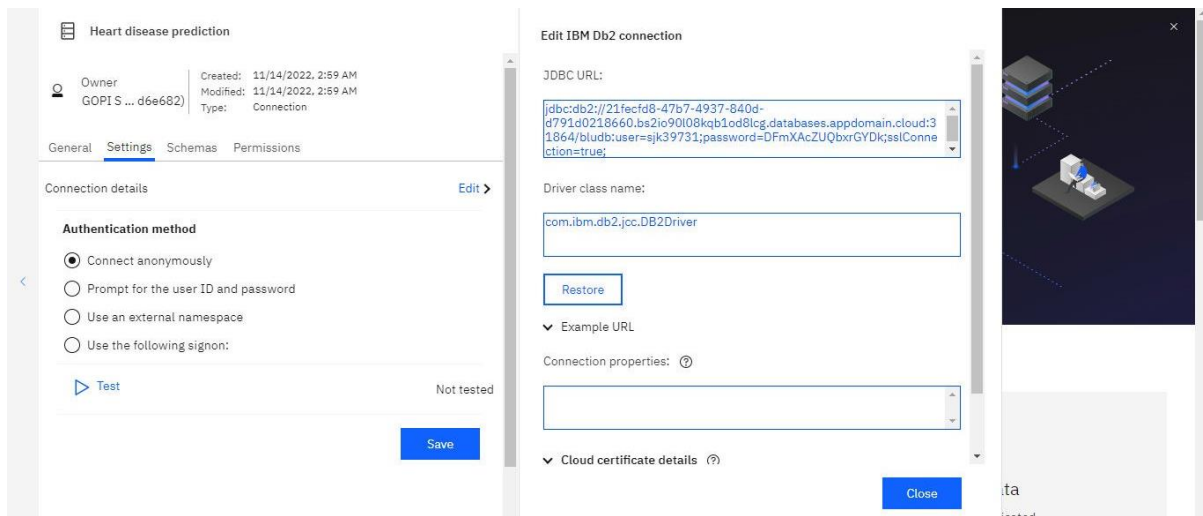 Heart disease prediction
Owner
GOPI S ... d6e682)
Created: 11/14/2022, 2:59 AM
Modified: 11/14/2022, 2:59 AM
Type: Connection
General Settings Schemas Permissions
Connection details Edit
Authentication method
Connect anonymously
Prompt for the user ID and password
Use an external namespace
Use the following signon:
Test Not tested
Save
Edit IBM Db2 connection
JDBC URL:
jdbc:db2://21fecfd8-47b7-4937-840d-
d791d0218660.bs2io90l08kqb1od8lcg.databases.appdomain.cloud:3
1864/bludb:user=sjk39731;password=DFmXAcZUQbxrGYDk;sslConne
ction=true;
Driver class name:
com.ibm.db2.jcc.DB2Driver
Restore
Example URL
Connection properties:
Cloud certificate details
Close
ta